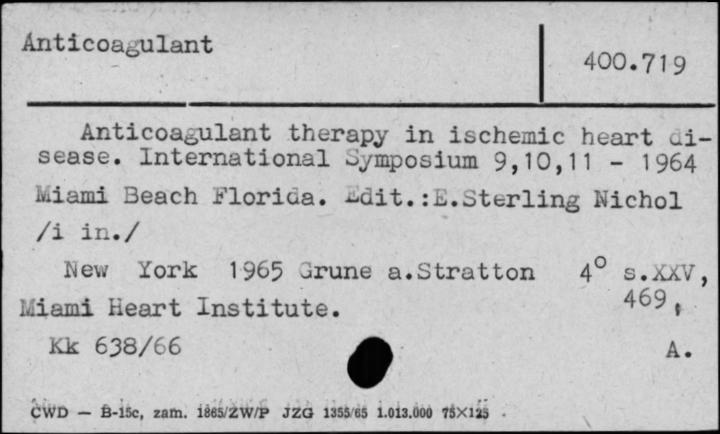 Anticoagulant
400.719
Anticoagulant therapy in ischemic heart di-
sease. International Symposium 9,10,11 - 1964
Miami Beach Florida. Edit.:E.Sterling Nichol
/i in./
New York 1965 Grune a.Stratton 4° s.XXV,
469,
Miami Heart Institute.
Kk 638/66 A.
CWD — B-15c, zam. 1865/ZW/P JZG 1355/65 1.013.000 75×125